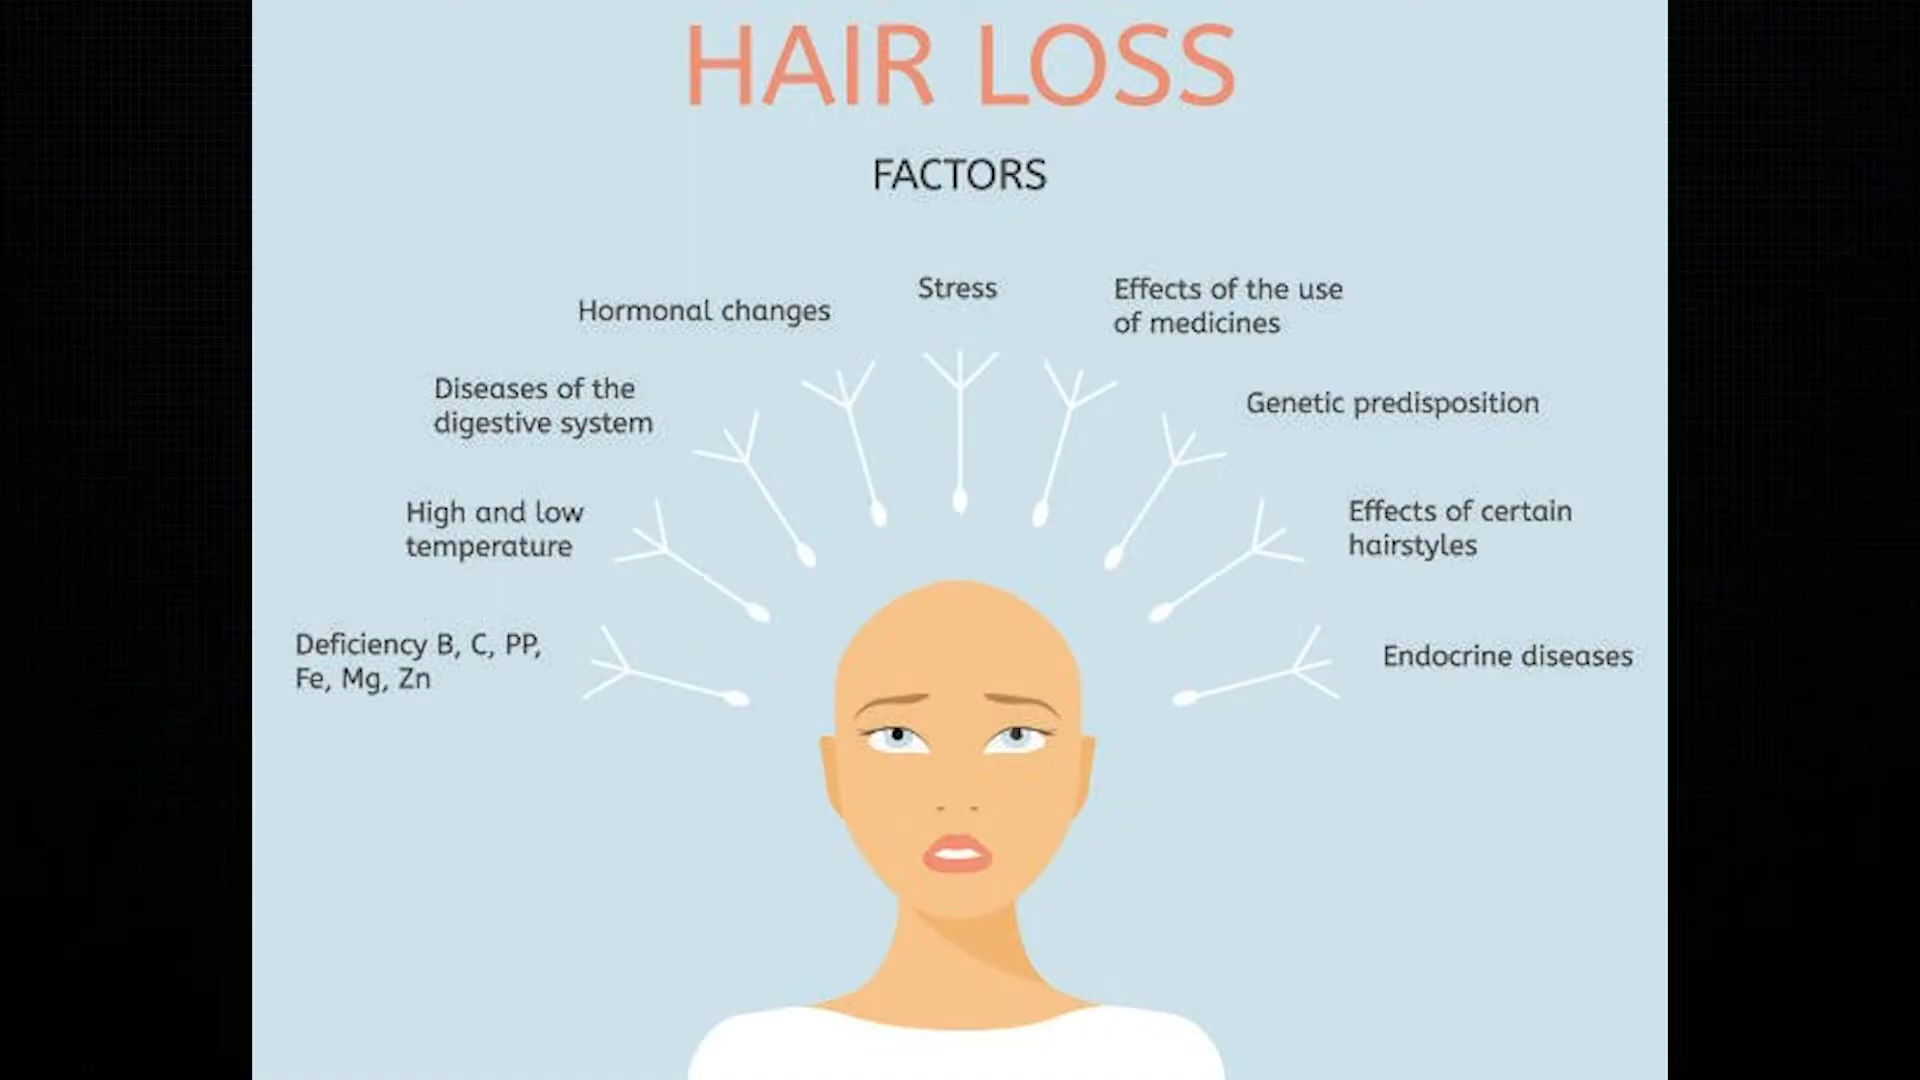 HAIR LOSS
FACTORS
Stress
Hormonal changes
Effects of the use
of medicines
Diseases of the
digestive system
Genetic predisposition
High and low
temperature
Effects of certain
hairstyles
Deficiency B, C, PP,
Fe, Mg, Zn
Endocrine diseases